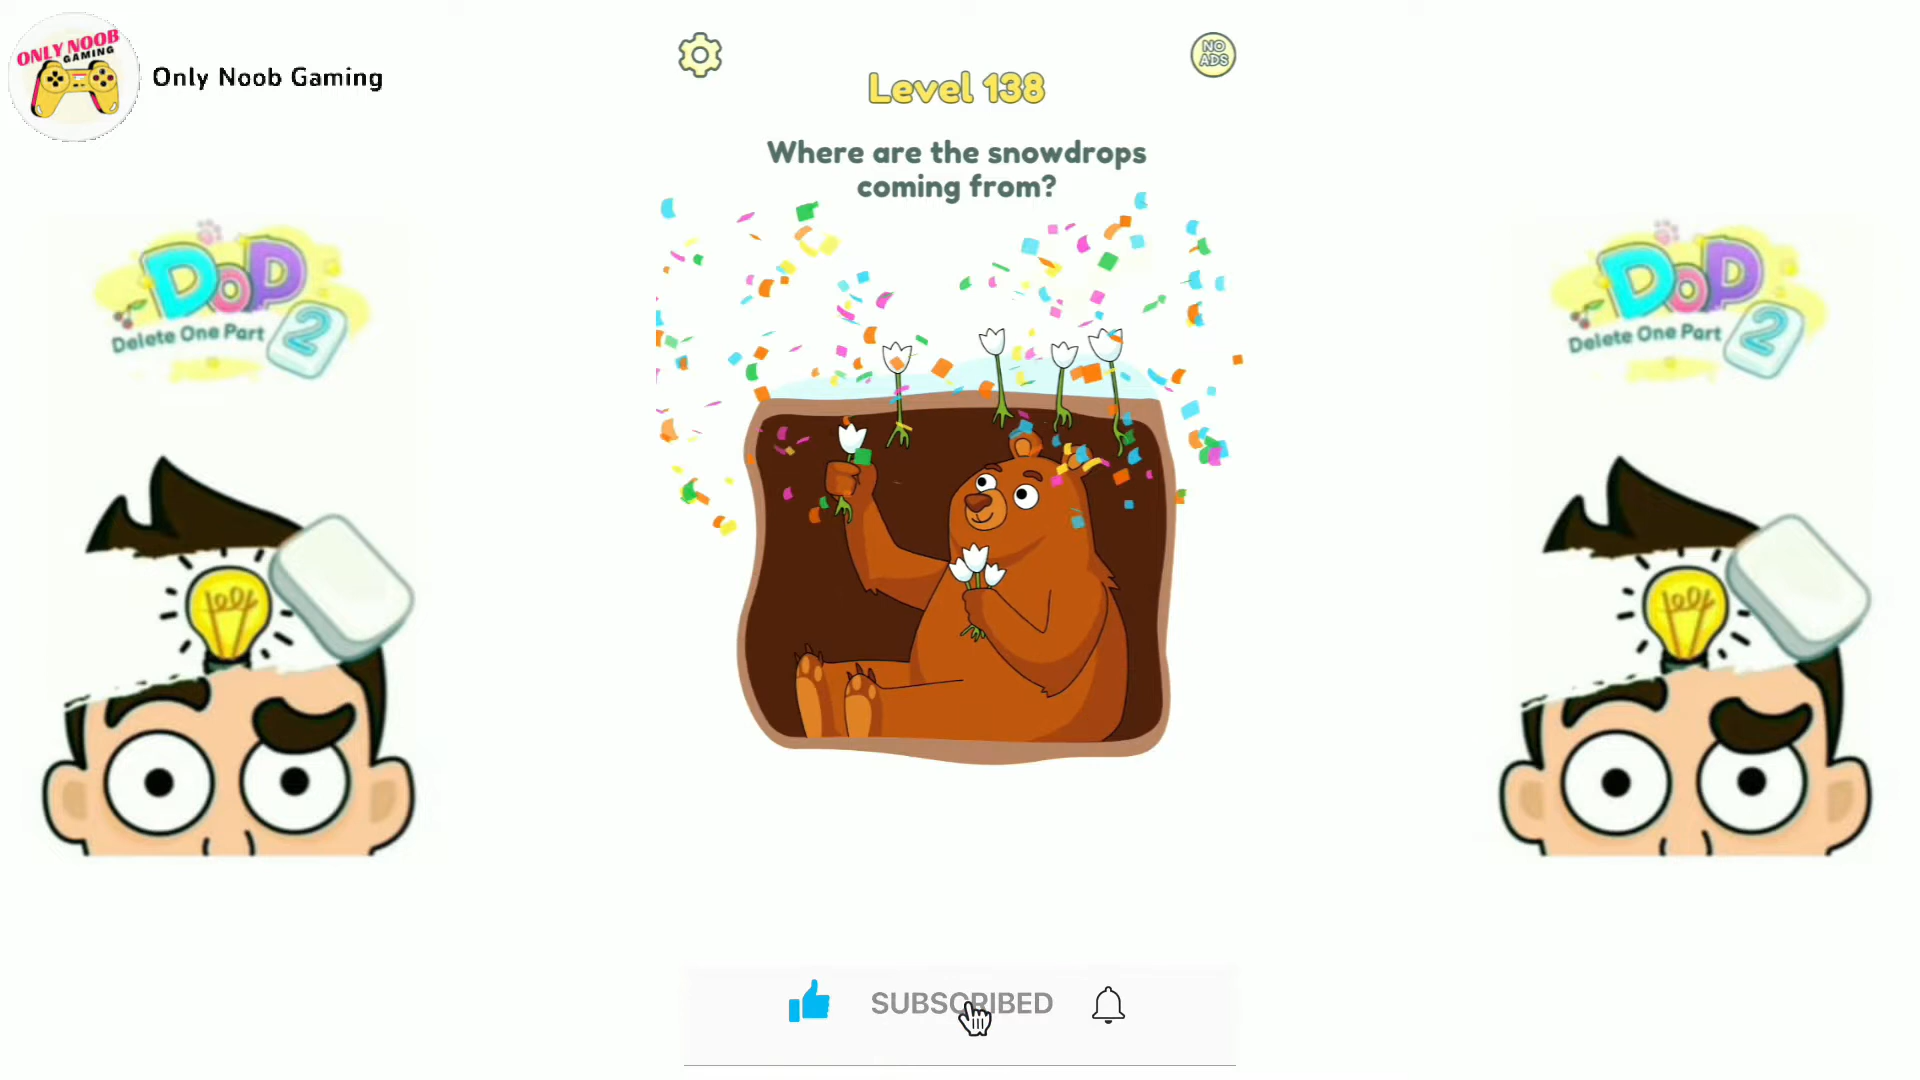 ONLY NOOB
GAMING
Only Noob Gaming
NO
ADS
Level 138
Where are the snowdrops
coming from?
DOP
Delete One Part 2
DOP
Delete One Part 2
SUBSCRIBED